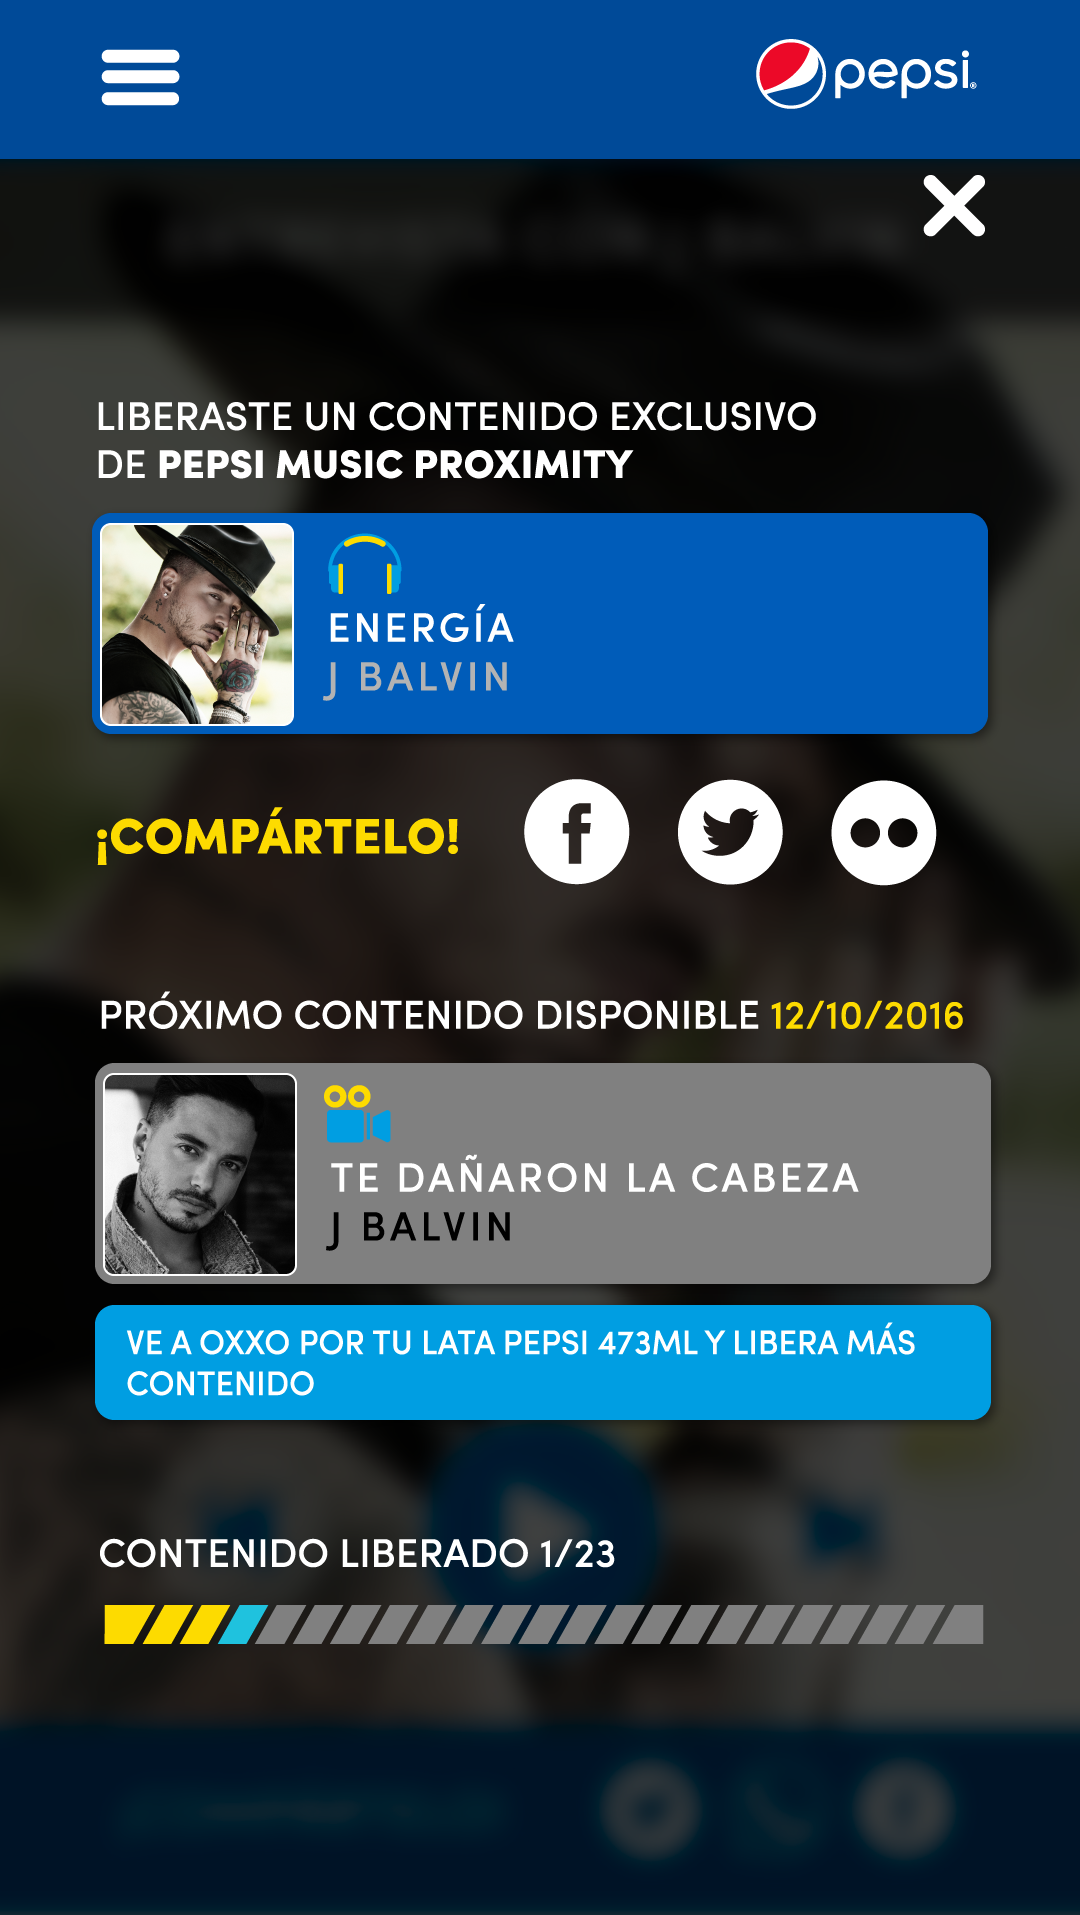 pepsi®
LIBERASTE UN CONTENIDO EXCLUSIVO
DE PEPSI MUSIC PROXIMITY
ENERGÍA
J BALVIN
¡COMPÁRTELO!
PRÓXIMO CONTENIDO DISPONIBLE 12/10/2016
TE DAÑARON LA CABEZA
J BALVIN
VE A OXXO POR TU LATA PEPSI 473ML Y LIBERA MÁS
CONTENIDO
CONTENIDO LIBERADO 1/23